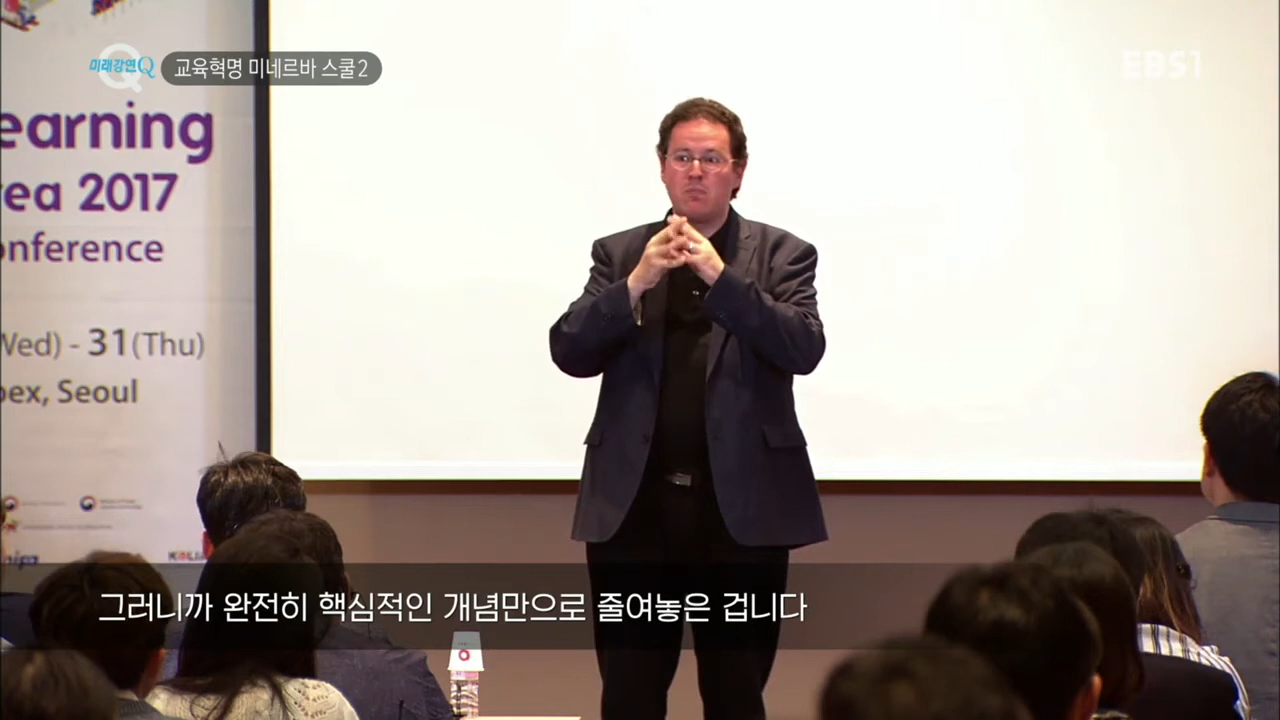 미래강연Q
교육혁명 미네르바 스쿨2
EBS1
earning
rea 2017
onference
Wed) - 31(Thu)
pex, Seoul
그러니까 완전히 핵심적인 개념만으로 줄여놓은 겁니다